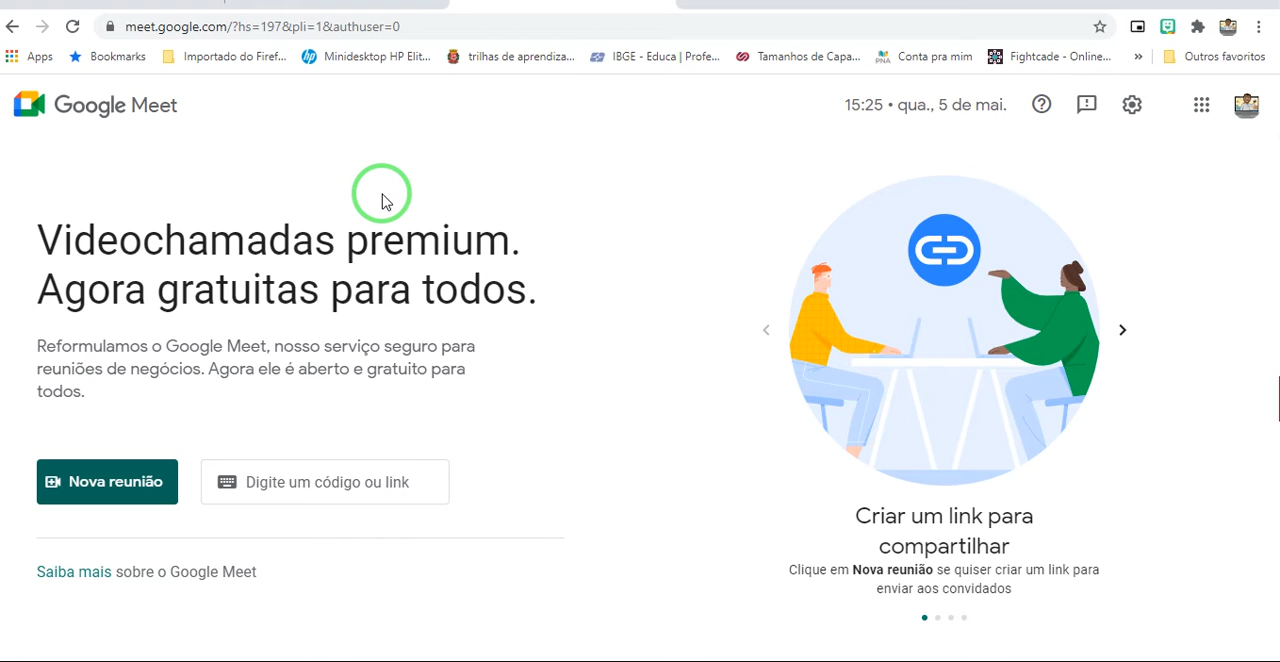 meet.google.com/?hs=197&pli=1&authuser=0
Apps Bookmarks Importado do Firef... Minidesktop HP Elit... trilhas de aprendiza... IBGE - Educa | Profe... Tamanhos de Capa... Conta pra mim Fightcade - Online... » Outros favoritos
Google Meet 15:25 • qua., 5 de mai.
Videochamadas premium.
Agora gratuitas para todos.
Reformulamos o Google Meet, nosso serviço seguro para
reuniões de negócios. Agora ele é aberto e gratuito para
todos.
Nova reunião Digite um código ou link
Saiba mais sobre o Google Meet
Criar um link para
compartilhar
Clique em Nova reunião se quiser criar um link para
enviar aos convidados